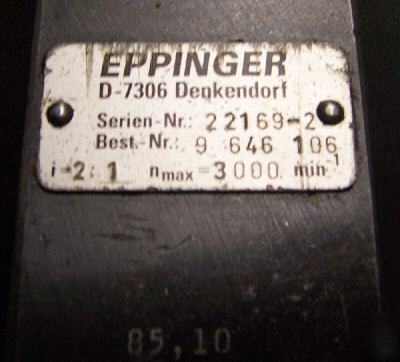 EPPINGER
D-7306 Denkendorf
Serien-Nr.: 22169-2
Best.-Nr.: 9 646 106
i=2:1 nmax=3000 min-1
85,10